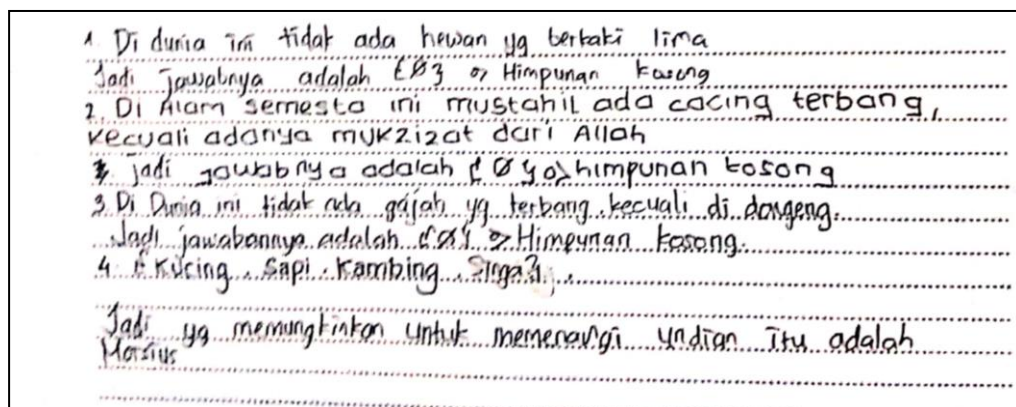 1. Di dunia ini tidak ada hewan yg berkaki lima
Jadi jawabnya adalah {Ø} => Himpunan kosong
2. Di Alam semesta ini mustahil ada cacing terbang,
kecuali adanya mukzizat dari Allah
jadi jawabnya adalah { Ø } => himpunan kosong
3. Di Dunia ini tidak ada gajah yg terbang, kecuali di dongeng.
Jadi jawabannya adalah {Ø} => Himpunan kosong.
4. {Kucing, Sapi, Kambing, Singa},
Jadi yg memungkinkan untuk memenangi undian itu adalah